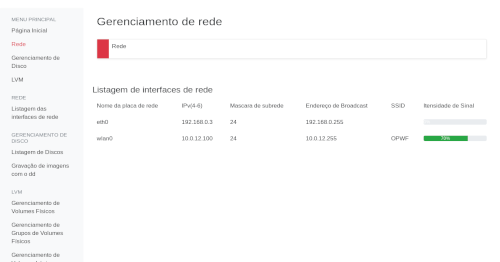 MENU PRINCIPAL
Página Inicial
Rede
Gerenciamento de
Disco
LVM
REDE
Listagem das
interfaces de rede
GERENCIAMENTO DE
DISCO
Listagem de Discos
Gravação de imagens
com o dd
LVM
Gerenciamento de
Volumes Físicos
Gerenciamento de
Grupos de Volumes
Físicos
Gerenciamento de
Gerenciamento de rede
Rede
Listagem de interfaces de rede
Nome da placa de rede IPv(4-6) Mascara de subrede Endereço de Broadcast SSID Itensidade de Sinal
eth0 192.168.0.3 24 192.168.0.255
wlan0 10.0.12.100 24 10.0.12.255 OPWF 70%